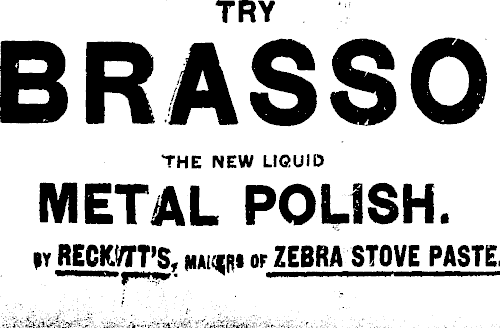 TRY
BRASSO
THE NEW LIQUID
METAL POLISH.
BY RECKITT'S, MAKERS OF ZEBRA STOVE PASTE.